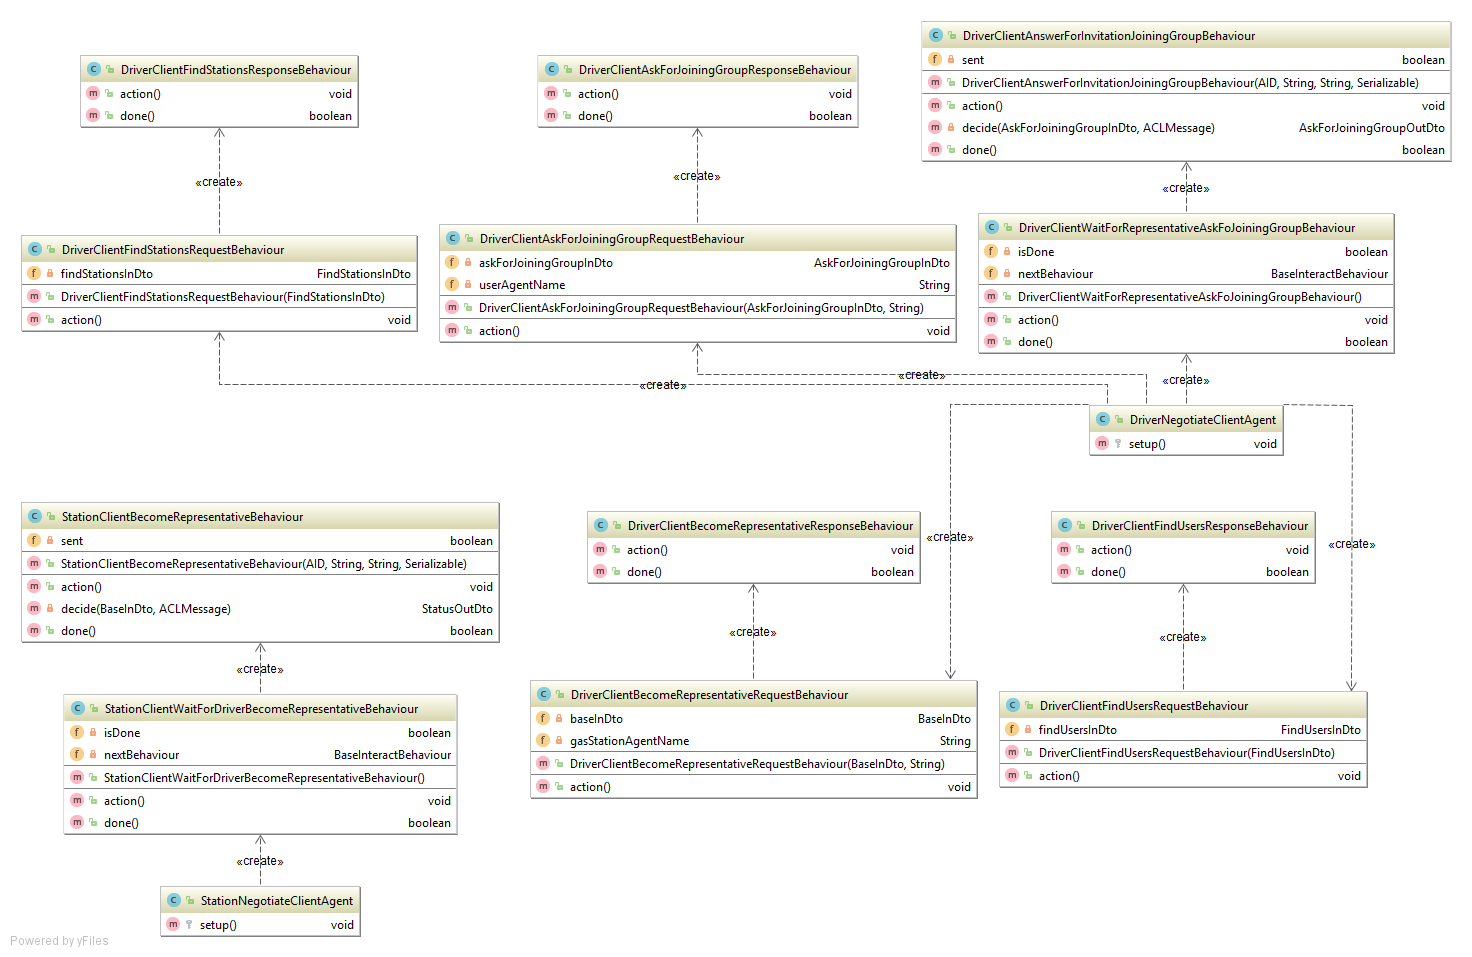 DriverClientFindStationsResponseBehaviour
action() void
done() boolean
DriverClientAskForJoiningGroupResponseBehaviour
action() void
done() boolean
DriverClientAnswerForInvitationJoiningGroupBehaviour
sent boolean
DriverClientAnswerForInvitationJoiningGroupBehaviour(AID, String, String, Serializable)
action() void
decide(AskForJoiningGroupInDto, ACLMessage) AskForJoiningGroupOutDto
done() boolean
«create»
«create»
«create»
DriverClientFindStationsRequestBehaviour
findStationsInDto FindStationsInDto
DriverClientFindStationsRequestBehaviour(FindStationsInDto)
action() void
DriverClientAskForJoiningGroupRequestBehaviour
askForJoiningGroupInDto AskForJoiningGroupInDto
userAgentName String
DriverClientAskForJoiningGroupRequestBehaviour(AskForJoiningGroupInDto, String)
action() void
DriverClientWaitForRepresentativeAskFoJoiningGroupBehaviour
isDone boolean
nextBehaviour BaseInteractBehaviour
DriverClientWaitForRepresentativeAskFoJoiningGroupBehaviour()
action() void
done() boolean
«create»
«create»
«create»
DriverNegotiateClientAgent
setup() void
StationClientBecomeRepresentativeBehaviour
sent boolean
StationClientBecomeRepresentativeBehaviour(AID, String, String, Serializable)
action() void
decide(BaseInDto, ACLMessage) StatusOutDto
done() boolean
DriverClientBecomeRepresentativeResponseBehaviour
action() void
done() boolean
«create»
DriverClientFindUsersResponseBehaviour
action() void
done() boolean
«create»
«create»
«create»
«create»
StationClientWaitForDriverBecomeRepresentativeBehaviour
isDone boolean
nextBehaviour BaseInteractBehaviour
StationClientWaitForDriverBecomeRepresentativeBehaviour()
action() void
done() boolean
DriverClientBecomeRepresentativeRequestBehaviour
baseInDto BaseInDto
gasStationAgentName String
DriverClientBecomeRepresentativeRequestBehaviour(BaseInDto, String)
action() void
DriverClientFindUsersRequestBehaviour
findUsersInDto FindUsersInDto
DriverClientFindUsersRequestBehaviour(FindUsersInDto)
action() void
«create»
StationNegotiateClientAgent
setup() void
Powered by yFiles